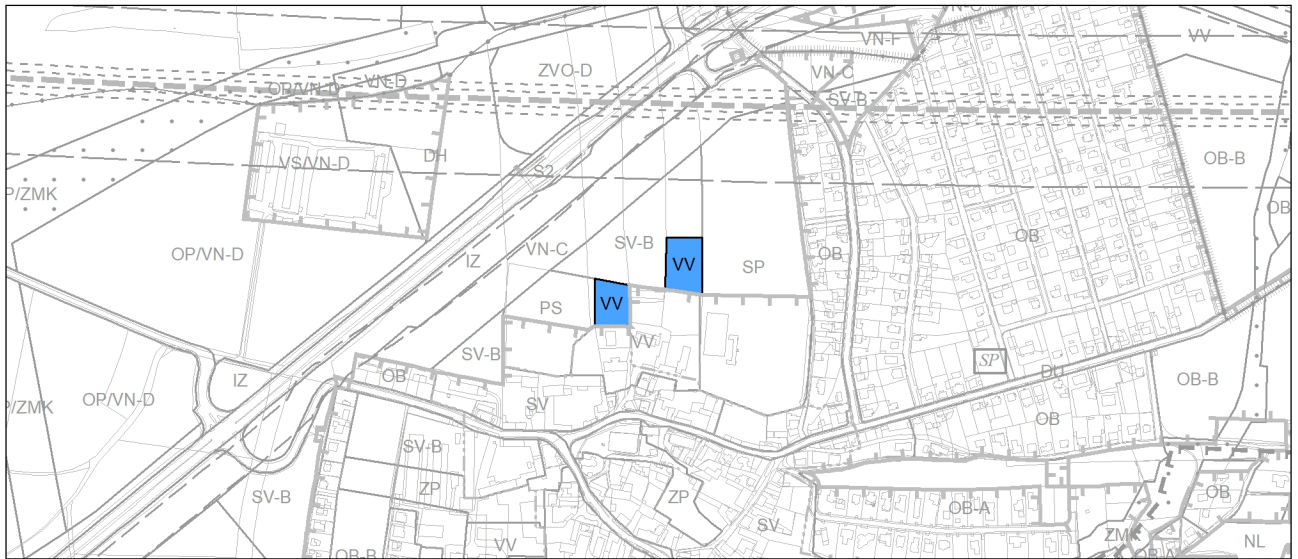 N-C
VN-F
VV
ZVO-D
VN-C
OP/VN-D
VN-D
SV-B
VS/VN-D
DH
S2
OB-B
P/ZMK
OB
OP/VN-D
IZ
VN-C
SV-B
VV
SP
OB
OB
VV
PS
VV
SV-B
SP
DU
IZ
OP/VN-D
P/ZMK
OB
SV
OB-B
OB
SV-B
SV-B
ZP
ZP
OB-A
OB
SV
ZMK
VV
OB-B
OB-A
NL